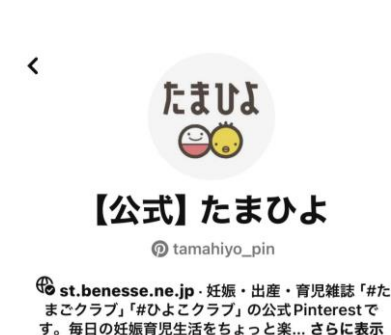 たまひよ
【公式】たまひよ
tamahiyo_pin
st.benesse.ne.jp · 妊娠・出産・育児雑誌「#た
まごクラブ」「#ひよこクラブ」の公式Pinterestで
す。毎日の妊娠育児生活をちょっと楽... さらに表示